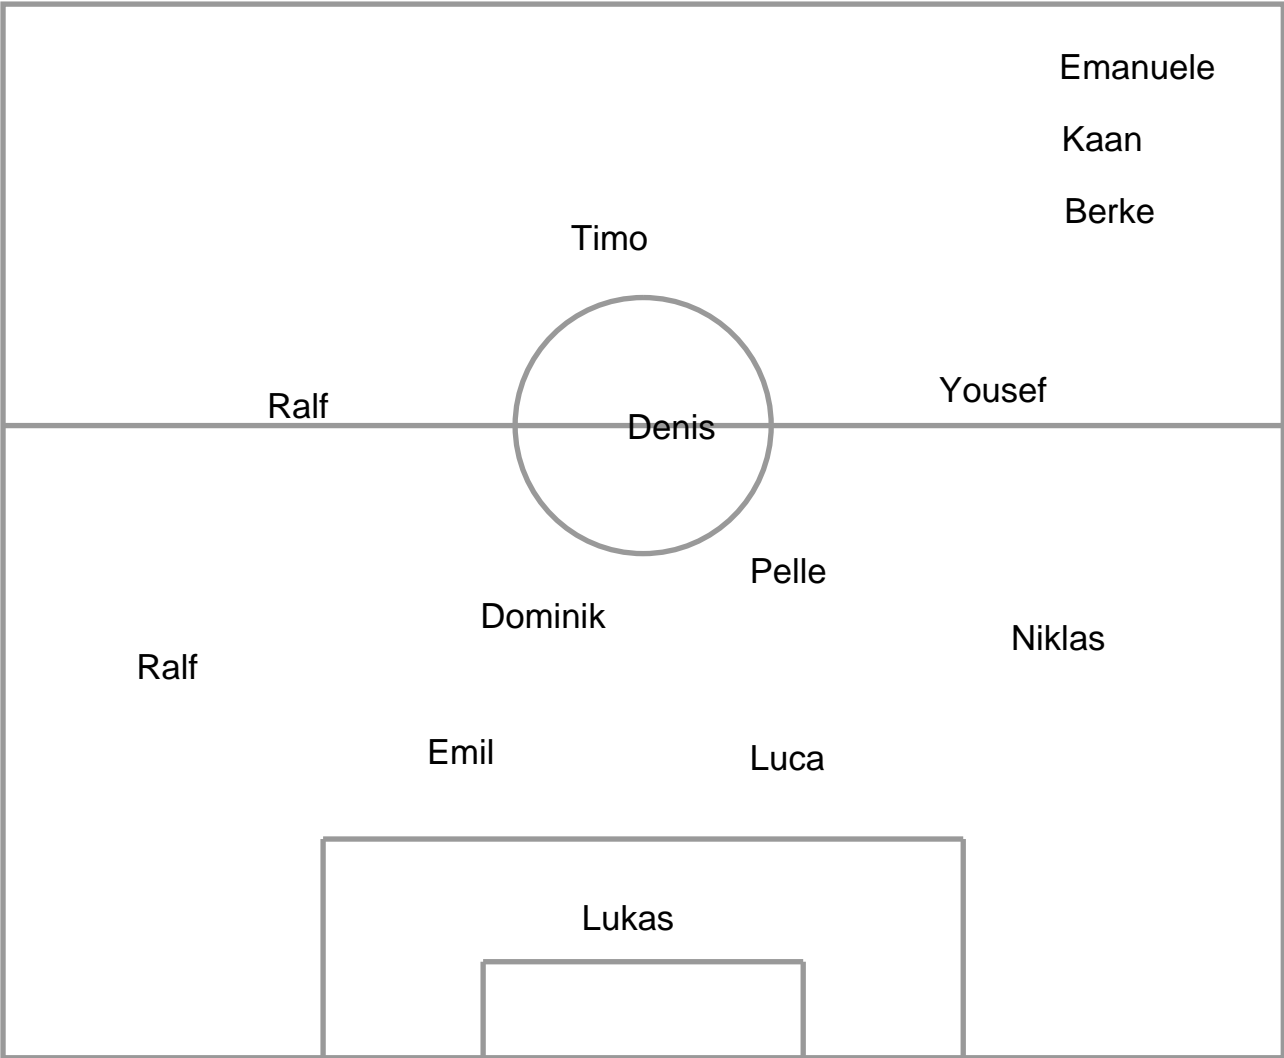 Emanuele
Kaan
Berke
Timo
Yousef
Ralf
Denis
Pelle
Dominik
Niklas
Ralf
Emil
Luca
Lukas